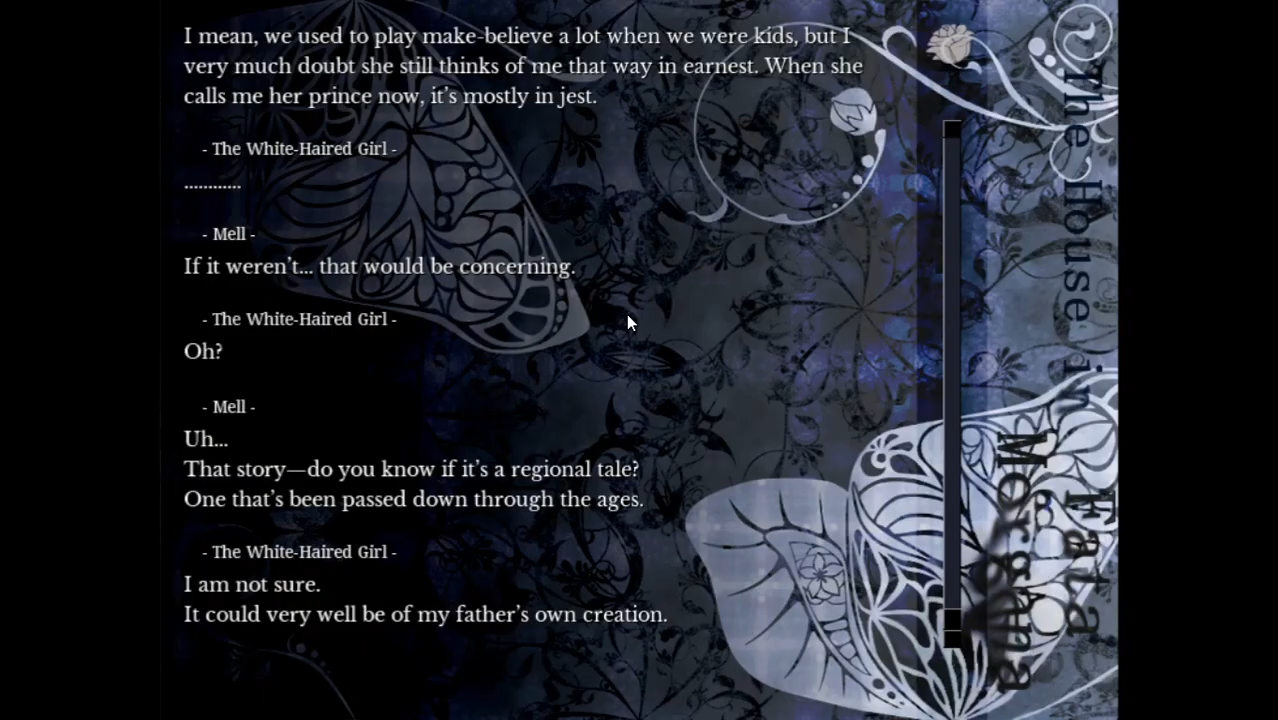 I mean, we used to play make-believe a lot when we were kids, but I
very much doubt she still thinks of me that way in earnest. When she
calls me her prince now, it’s mostly in jest.
- The White-Haired Girl -
............
- Mell -
If it weren’t... that would be concerning.
- The White-Haired Girl -
Oh?
- Mell -
Uh...
That story—do you know if it’s a regional tale?
One that’s been passed down through the ages.
- The White-Haired Girl -
I am not sure.
It could very well be of my father’s own creation.
The House in
Fata
Morgana